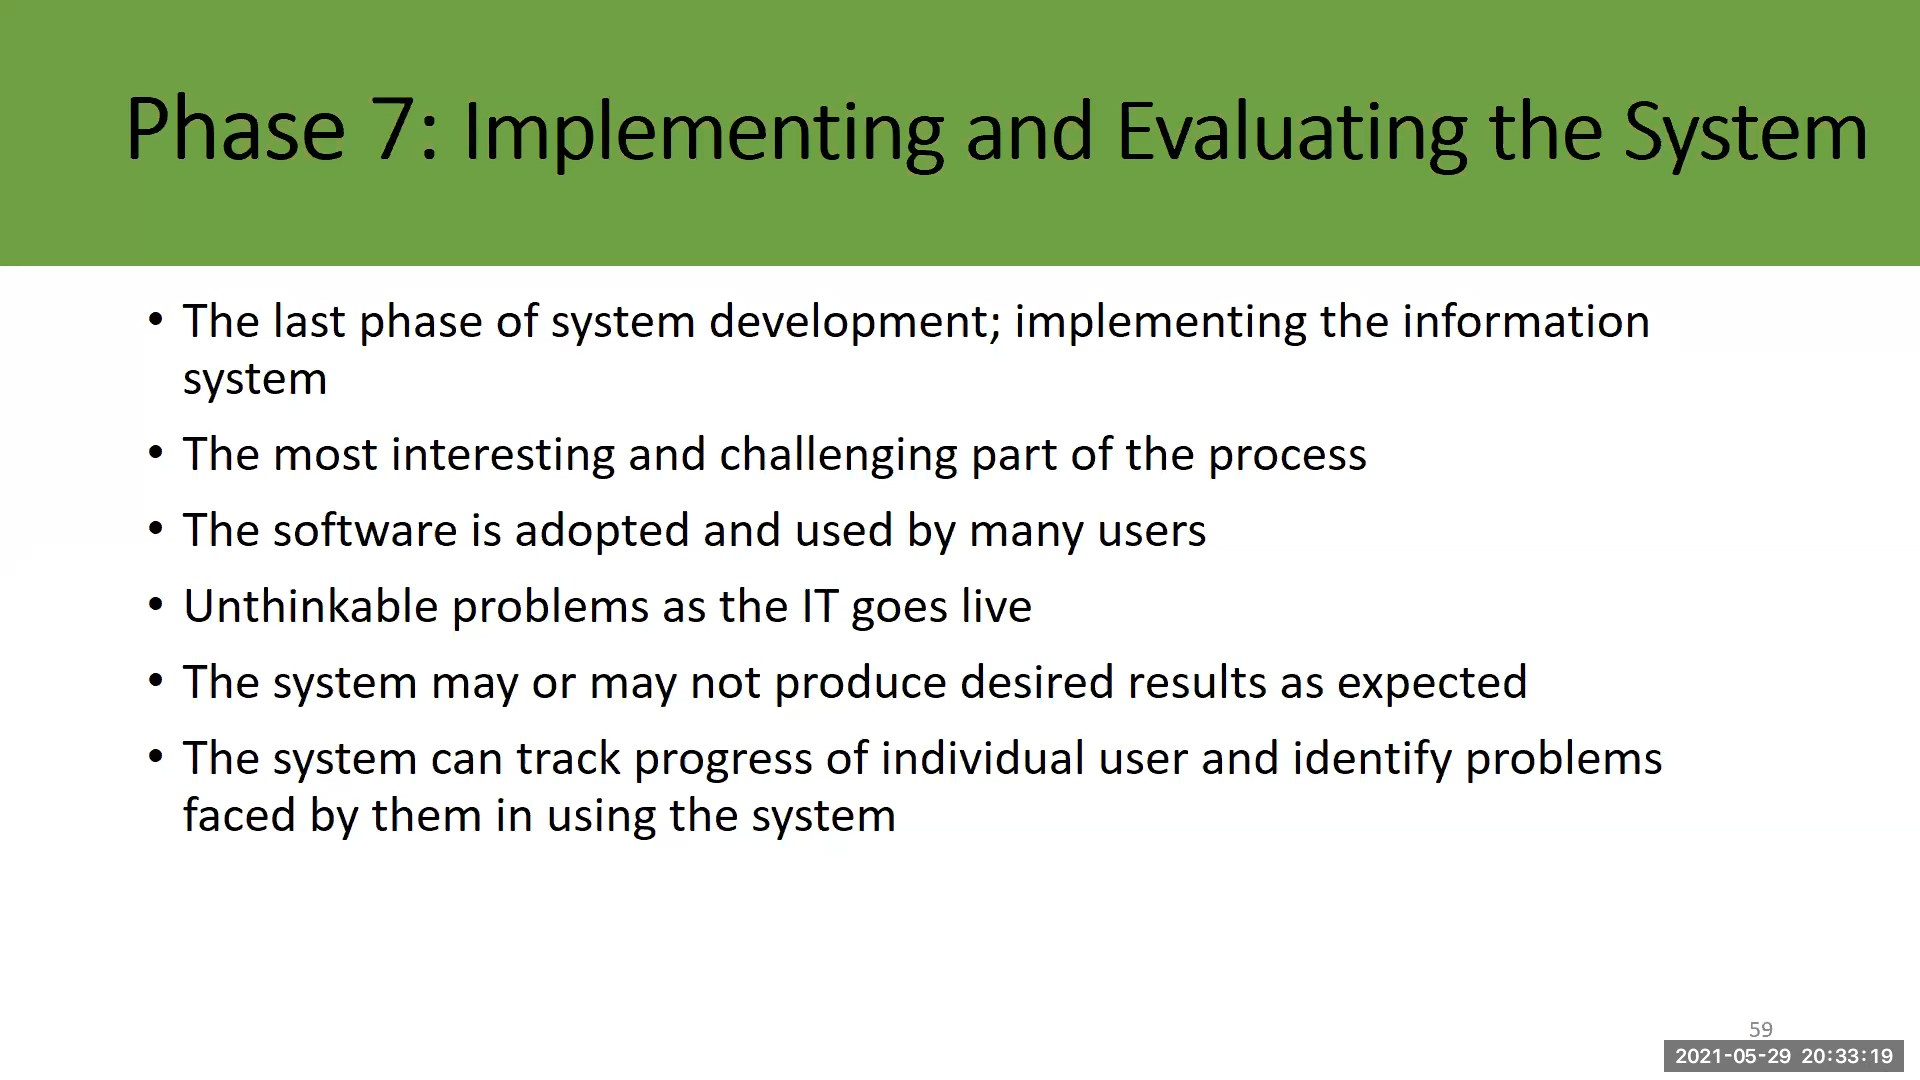 Phase 7: Implementing and Evaluating the System
• The last phase of system development; implementing the information
system
• The most interesting and challenging part of the process
• The software is adopted and used by many users
• Unthinkable problems as the IT goes live
• The system may or may not produce desired results as expected
• The system can track progress of individual user and identify problems
faced by them in using the system
59
2021-05-29 20:33:19